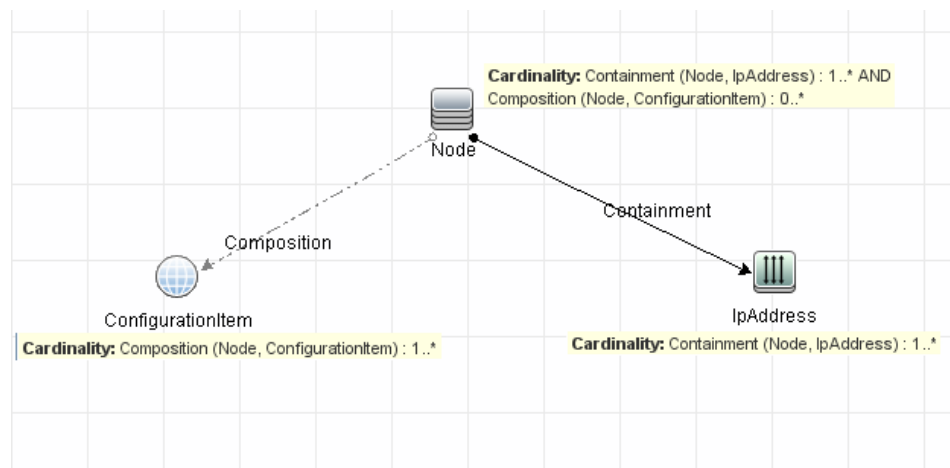 Cardinality: Containment (Node, IpAddress) : 1..* AND
Composition (Node, ConfigurationItem) : 0..*
Node
Containment
Composition
ConfigurationItem
IpAddress
Cardinality: Composition (Node, ConfigurationItem) : 1..*
Cardinality: Containment (Node, IpAddress) : 1..*